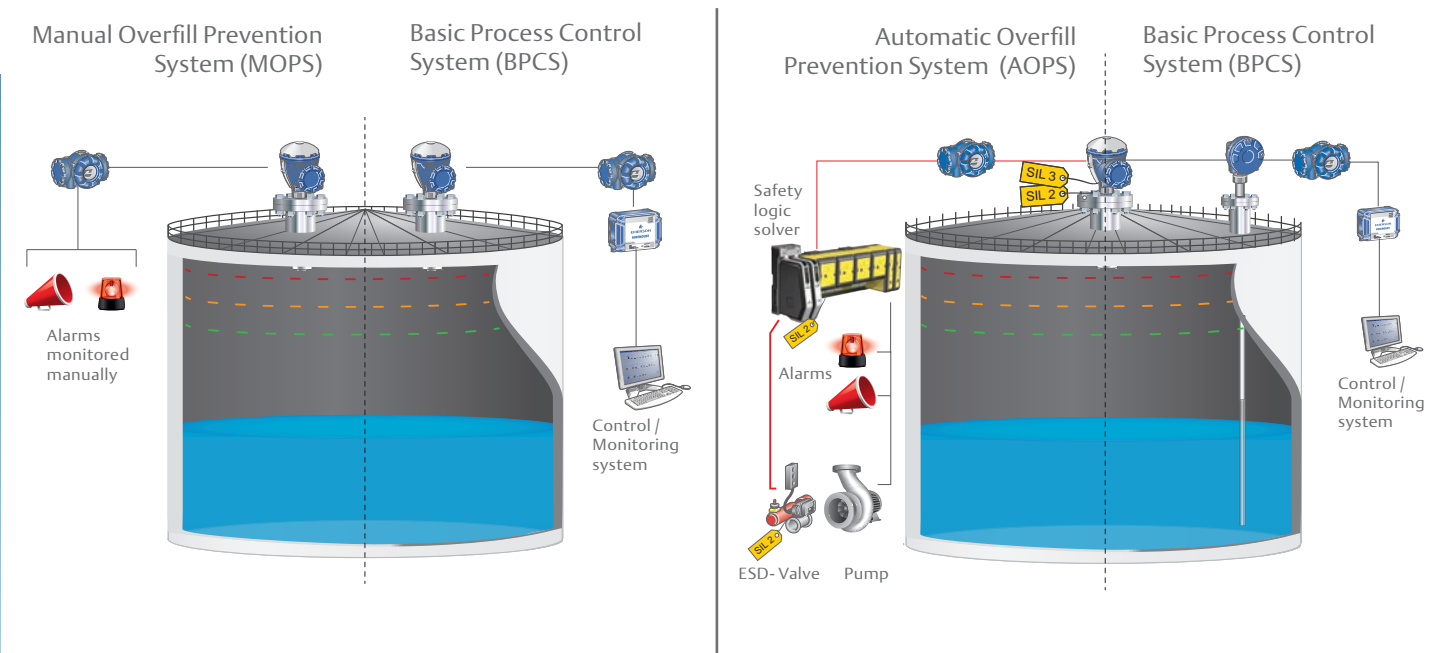 Manual Overfill Prevention
System (MOPS)
Basic Process Control
System (BPCS)
Alarms
monitored
manually
EMERSON
Control /
Monitoring
system
Automatic Overfill
Prevention System (AOPS)
Basic Process Control
System (BPCS)
SIL 3
SIL 2
Safety
logic
solver
SIL 2
Alarms
SIL 2
ESD- Valve
Pump
EMERSON
Control /
Monitoring
system